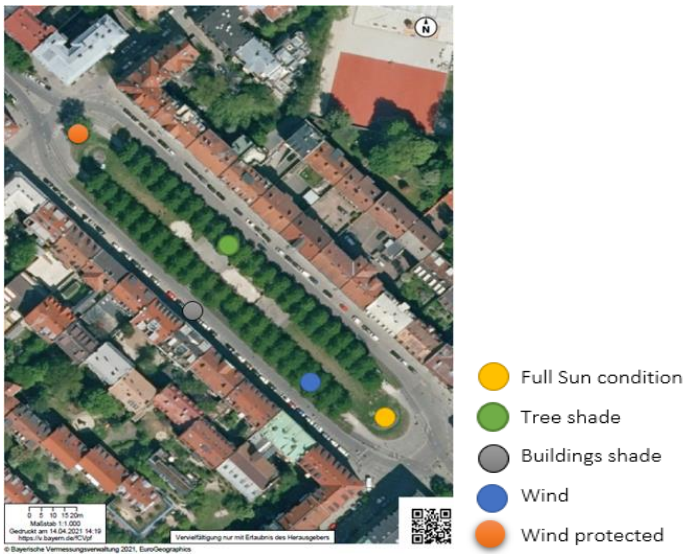 N
Full Sun condition
Tree shade
Buildings shade
Wind
Wind protected
0 5 10 15 20m
Maßstab 1:1.000
Gedruckt am 14.04.2021 14:19
https://v.bayern.de/fCVpf
Vervielfältigung nur mit Erlaubnis des Herausgebers
© Bayerische Vermessungsverwaltung 2021, EuroGeographics